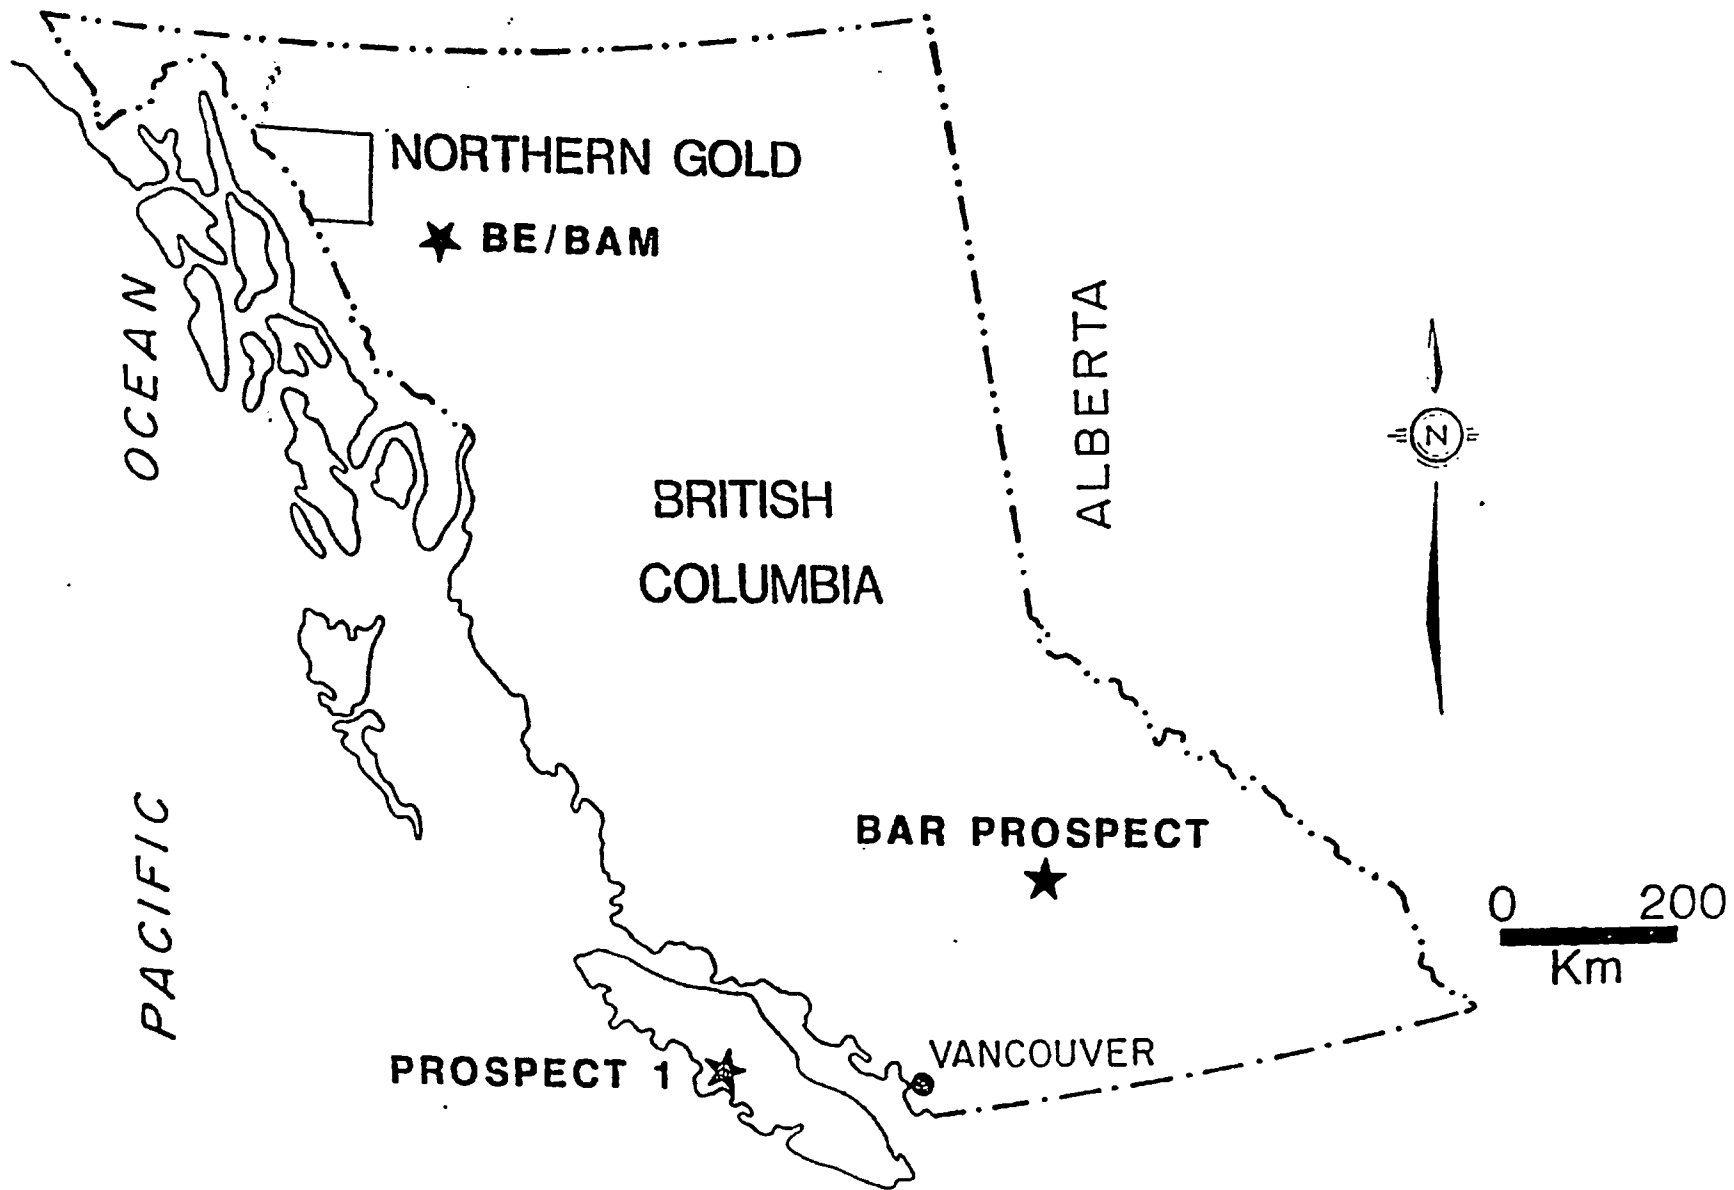 NORTHERN GOLD
BE/BAM
OCEAN
ALBERTA
N
BRITISH
COLUMBIA
BAR PROSPECT
0 200
Km
PACIFIC
VANCOUVER
PROSPECT 1